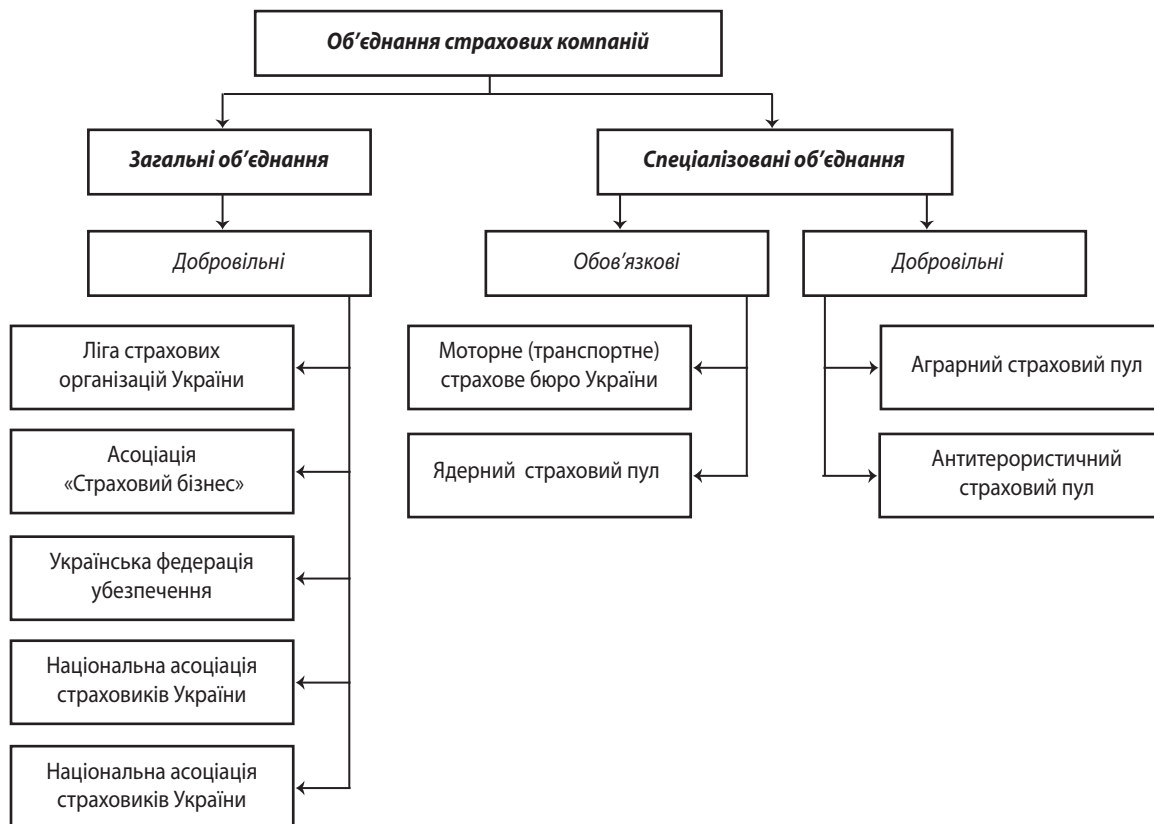 Об’єднання страхових компаній
Загальні об’єднання
Спеціалізовані об’єднання
Добровільні
Обов’язкові
Добровільні
Ліга страхових
організацій України
Моторне (транспортне)
страхове бюро України
Аграрний страховий пул
Асоціація
«Страховий бізнес»
Ядерний страховий пул
Антитерористичний
страховий пул
Українська федерація
убезпечення
Національна асоціація
страховиків України
Національна асоціація
страховиків України